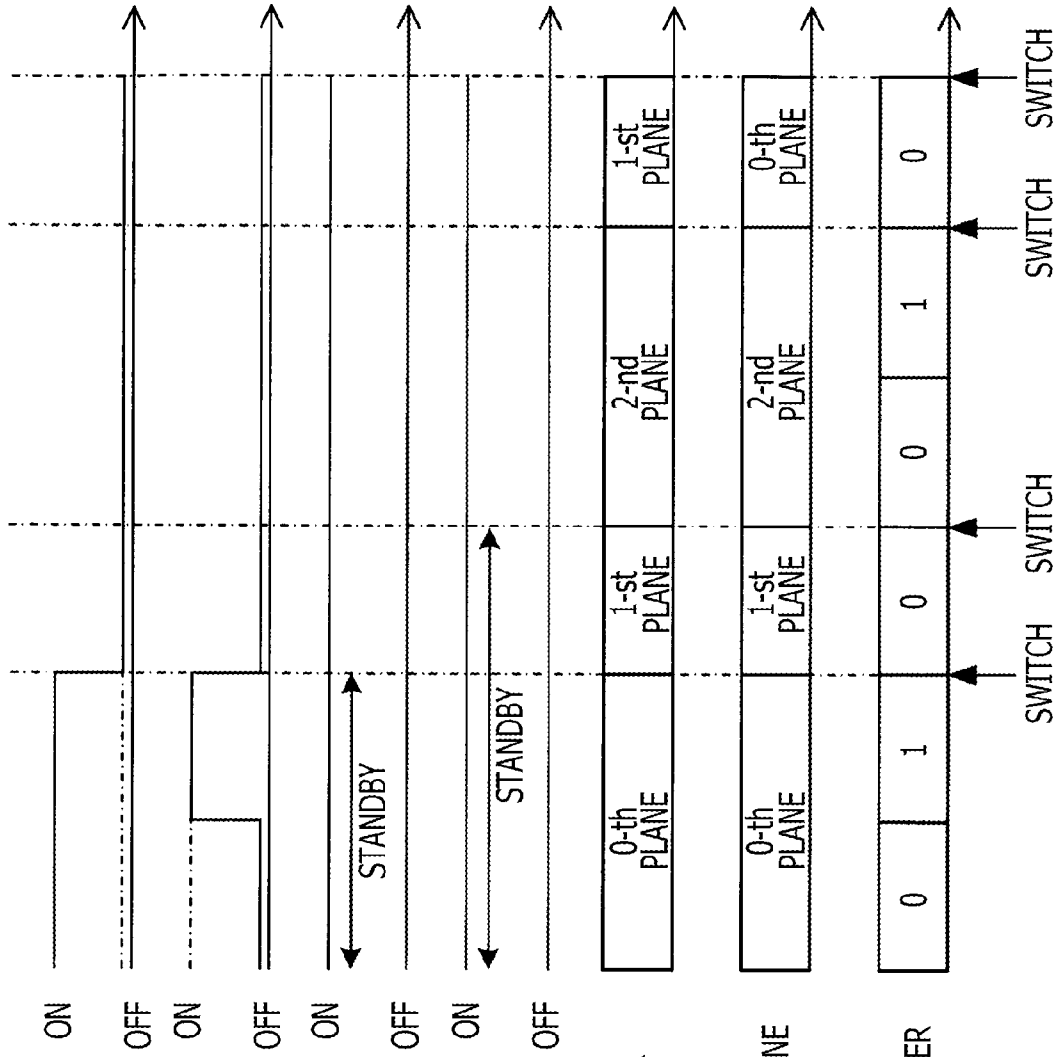 ON
OFF
ON
OFF
ON
STANDBY
OFF
ON
STANDBY
OFF
0-th
PLANE
1-st
PLANE
2-nd
PLANE
1-st
PLANE
NE
0-th
PLANE
1-st
PLANE
2-nd
PLANE
0-th
PLANE
ER
0
1
0
0
1
0
SWITCH
SWITCH
SWITCH
SWITCH